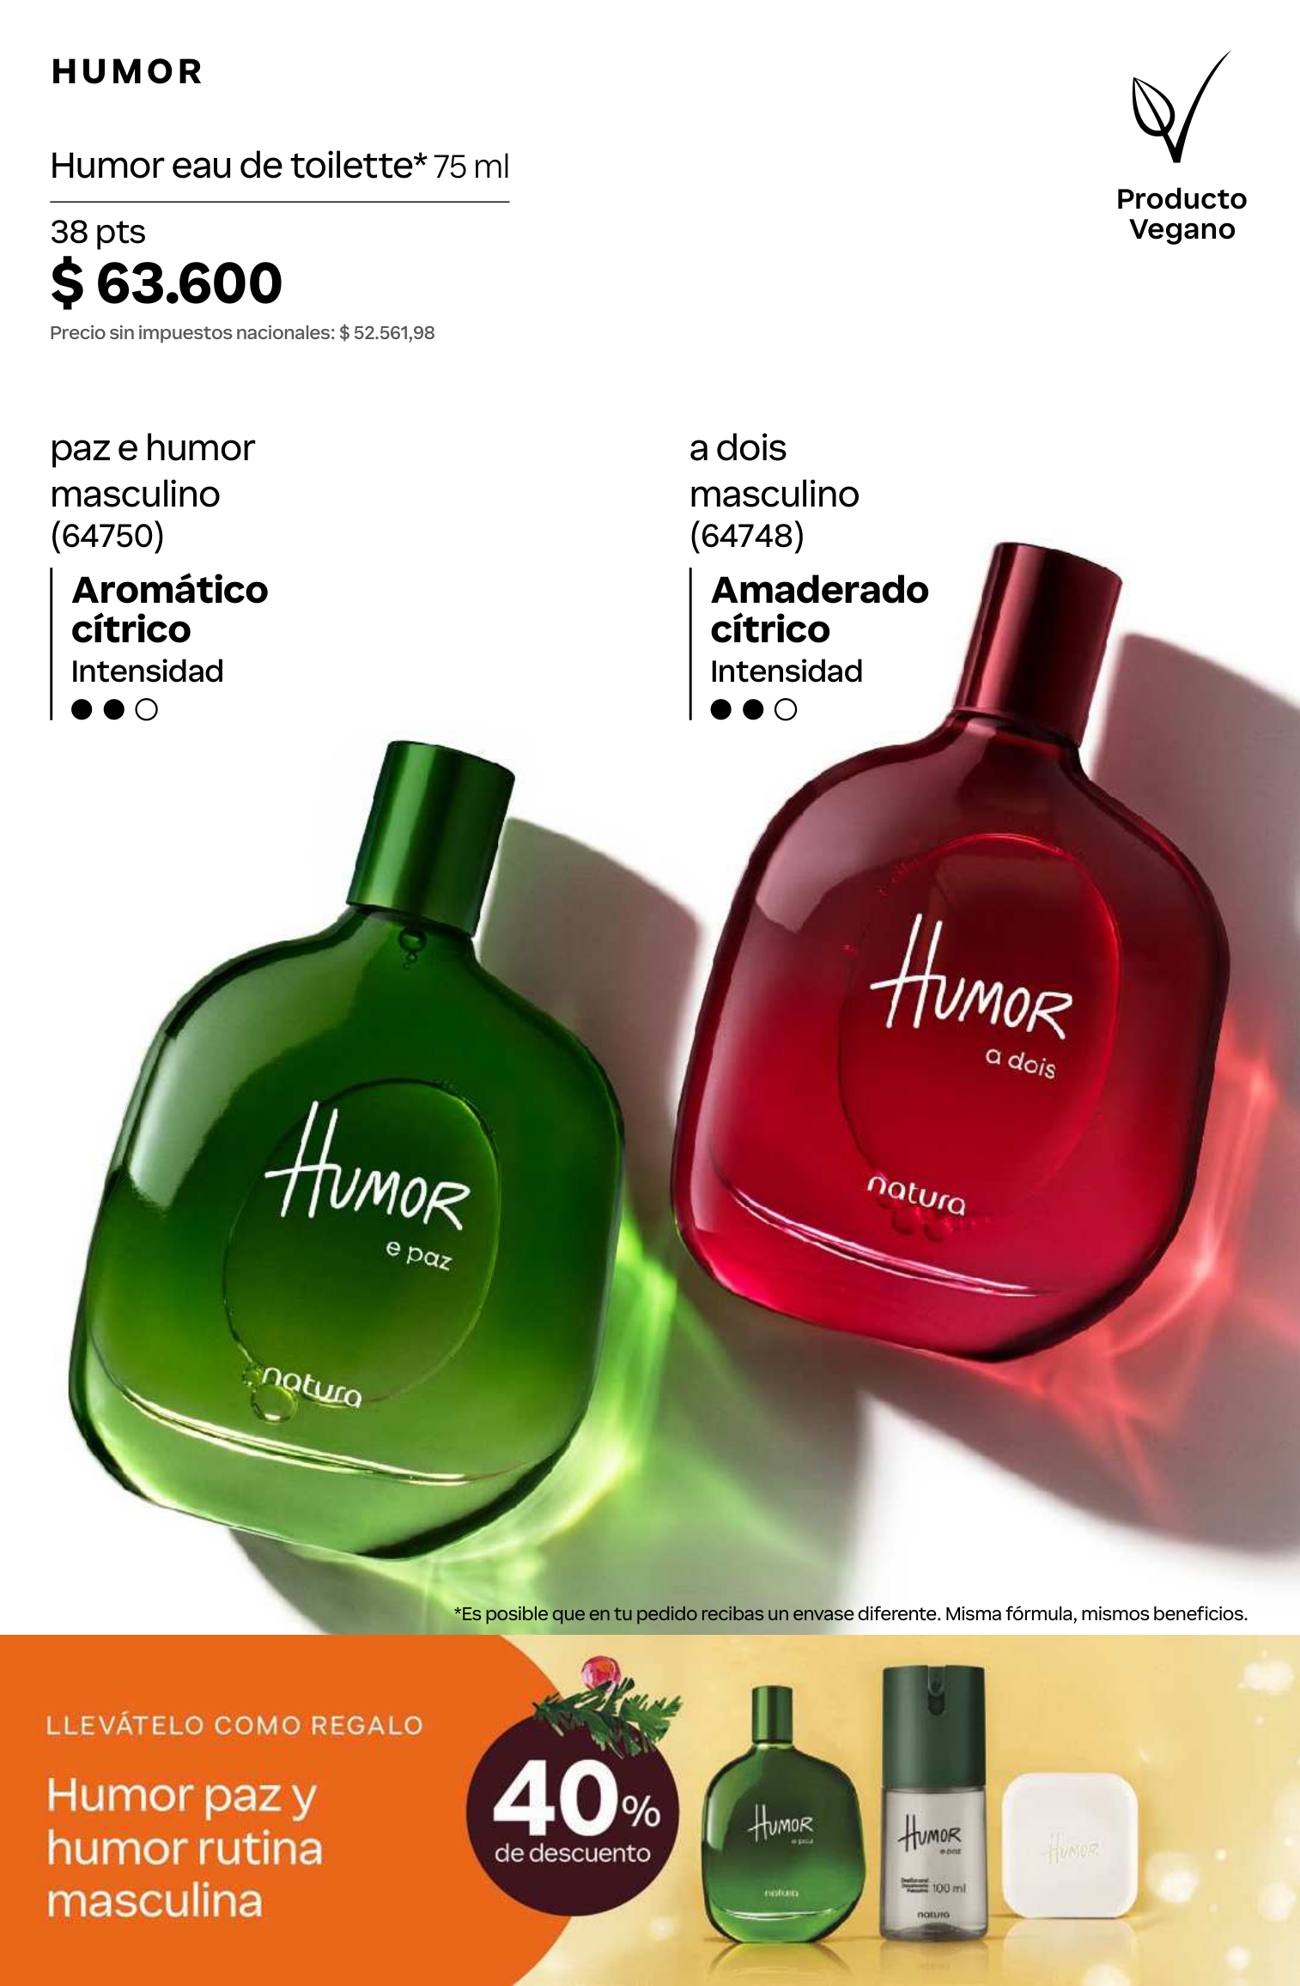 HUMOR
Humor eau de toilette* 75 ml
38 pts
$ 63.600
Precio sin impuestos nacionales: $ 52.561,98
Producto
Vegano
paz e humor
masculino
(64750)
Aromático
cítrico
Intensidad
a dois
masculino
(64748)
Amaderado
cítrico
Intensidad
HUMOR
a dois
natura
HUMOR
e paz
natura
*Es posible que en tu pedido recibas un envase diferente. Misma fórmula, mismos beneficios.
LLEVÁTELO COMO REGALO
Humor paz y
humor rutina
masculina
40%
de descuento
HUMOR
e paz
natura
HUMOR
e paz
100 ml
natura
HUMOR